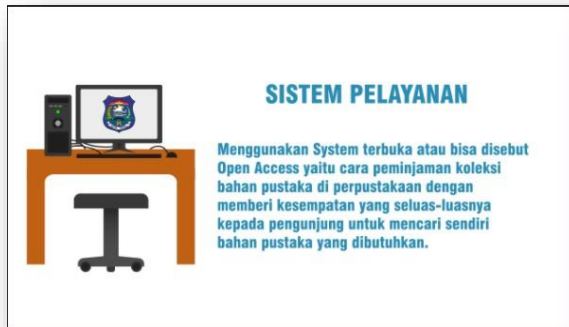 SISTEM PELAYANAN
Menggunakan System terbuka atau bisa disebut
Open Access yaitu cara peminjaman koleksi
bahan pustaka di perpustakaan dengan
memberi kesempatan yang seluas-luasnya
kepada pengunjung untuk mencari sendiri
bahan pustaka yang dibutuhkan.